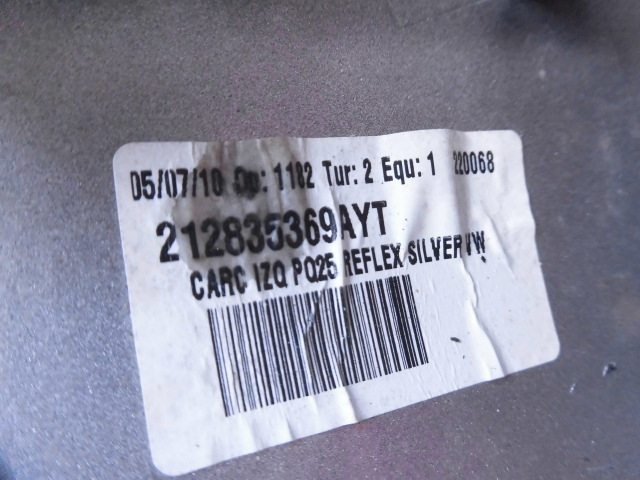 05/07/10 Op: 1182 Tur: 2 Equ: 1 220068
212835369AYT
CARC IZQ PQ25 REFLEX SILVER VW